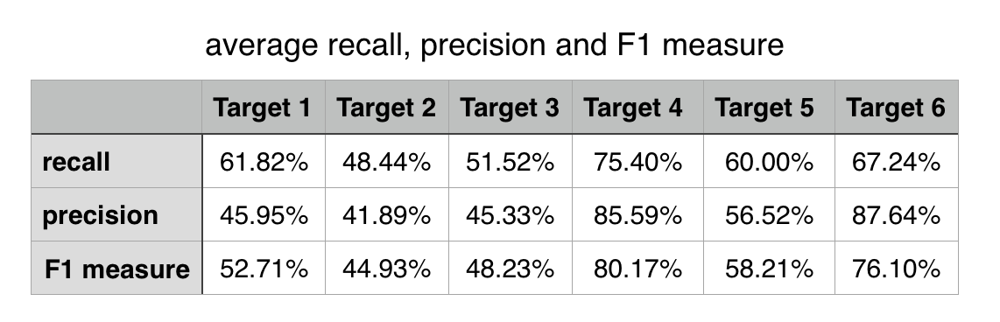 average recall, precision and F1 measure
Target 1 Target 2 Target 3 Target 4 Target 5 Target 6
recall 61.82% 48.44% 51.52% 75.40% 60.00% 67.24%
precision 45.95% 41.89% 45.33% 85.59% 56.52% 87.64%
F1 measure 52.71% 44.93% 48.23% 80.17% 58.21% 76.10%